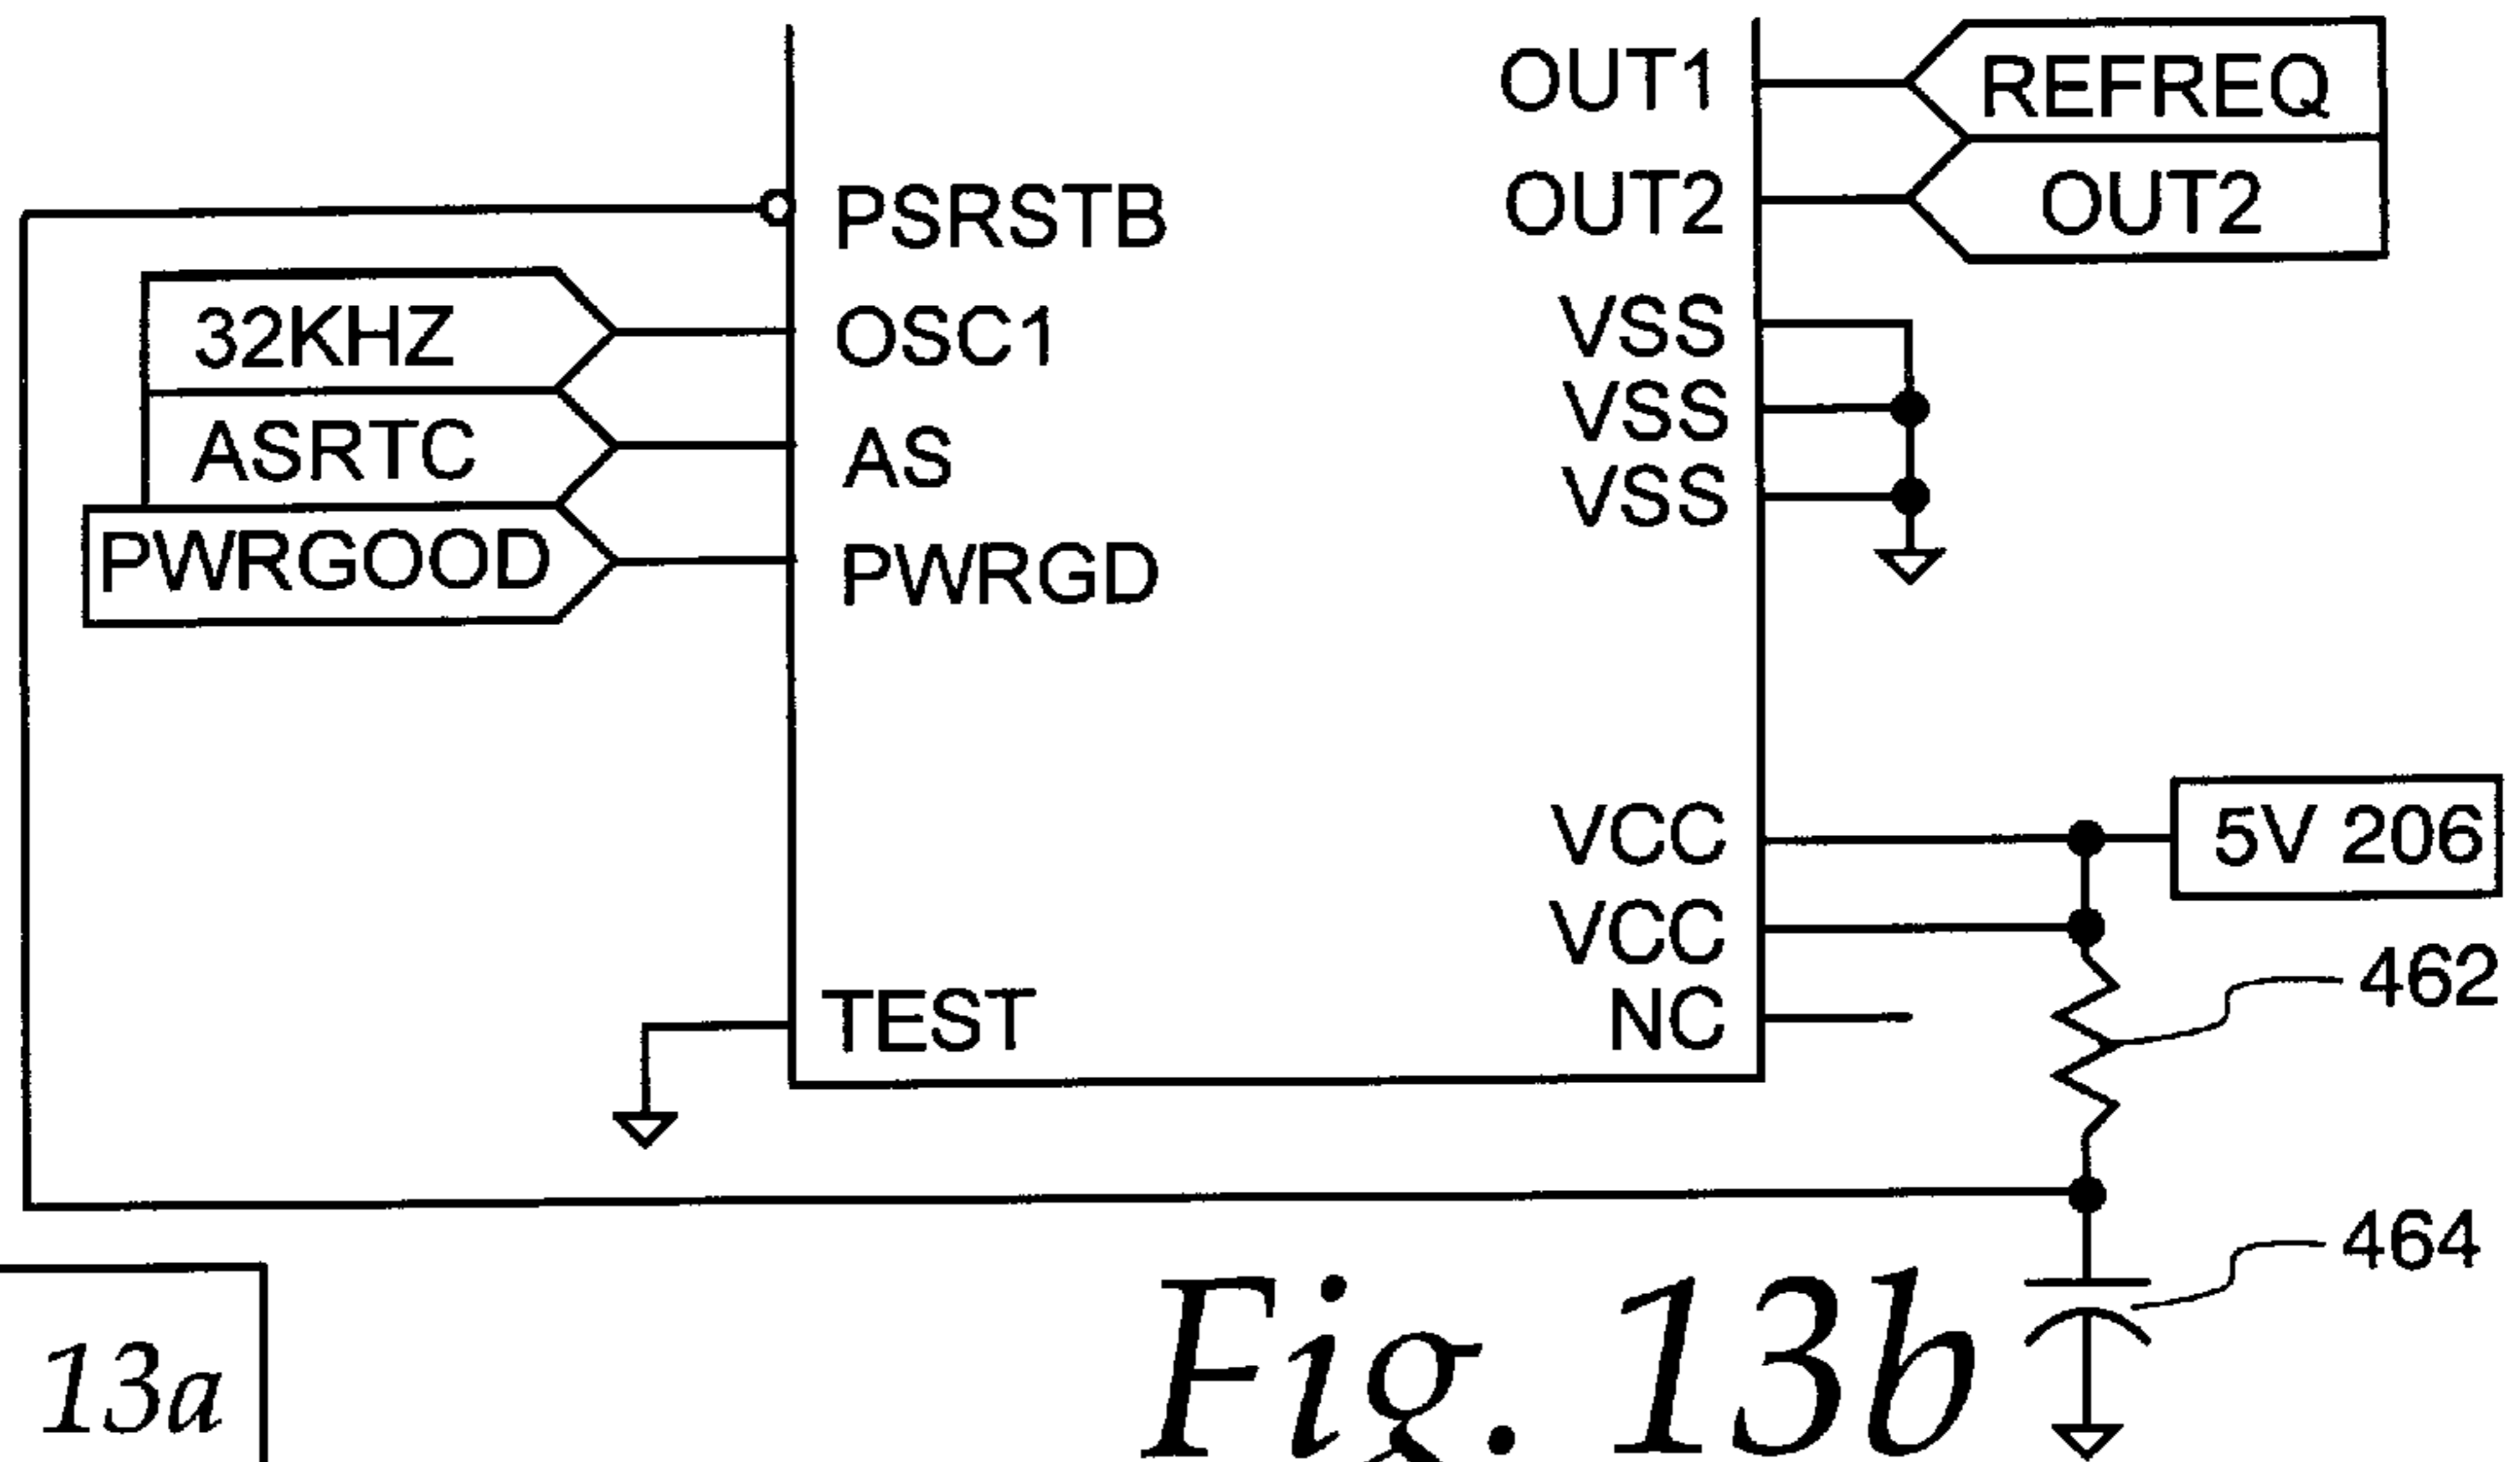 OUT1
REFREQ
PSRSTB
OUT2
OUT2
32KHZ
OSC1
VSS
ASRTC
AS
VSS
VSS
PWRGOOD
PWRGD
VCC
5V 206
VCC
462
TEST
NC
464
13a
Fig. 13b